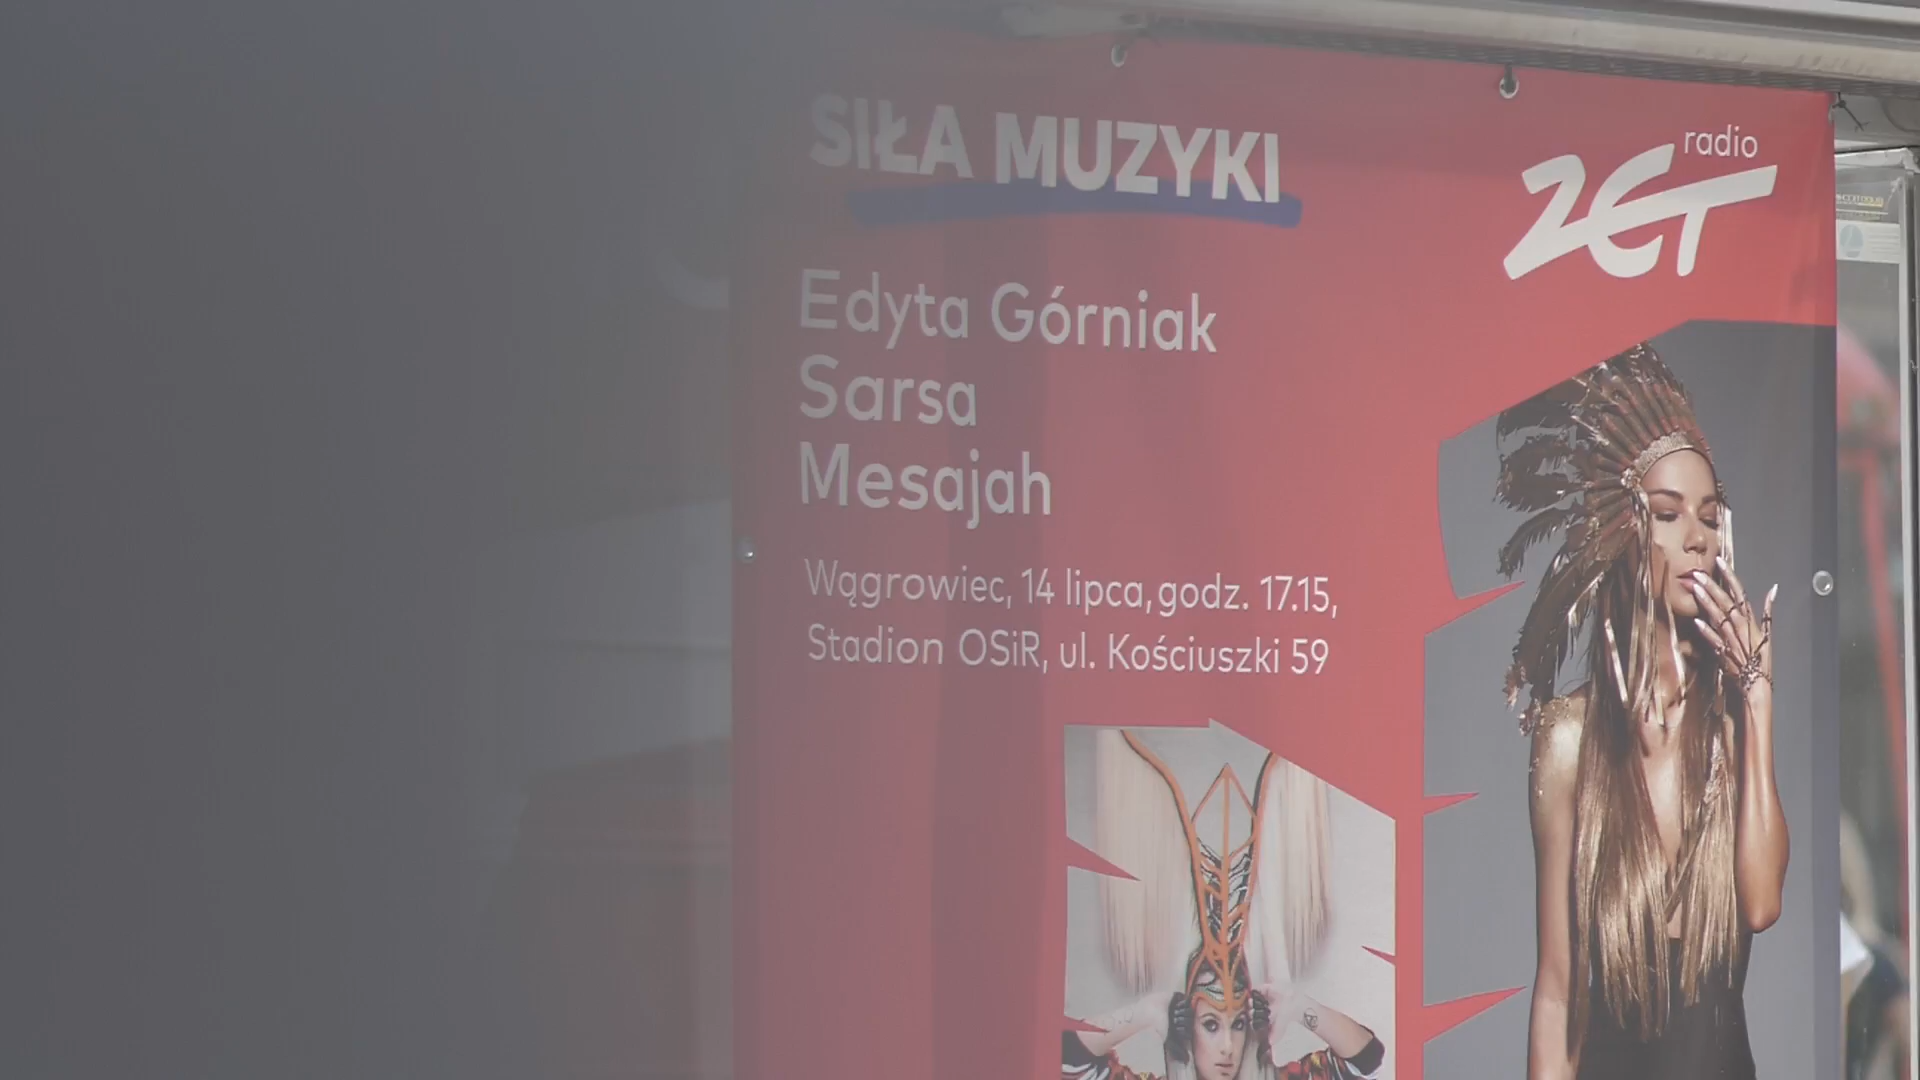 SIŁA MUZYKI
radio
ZET
Edyta Górniak
Sarsa
Mesajah
Wągrowiec, 14 lipca, godz. 17.15,
Stadion OSiR, ul. Kościuszki 59